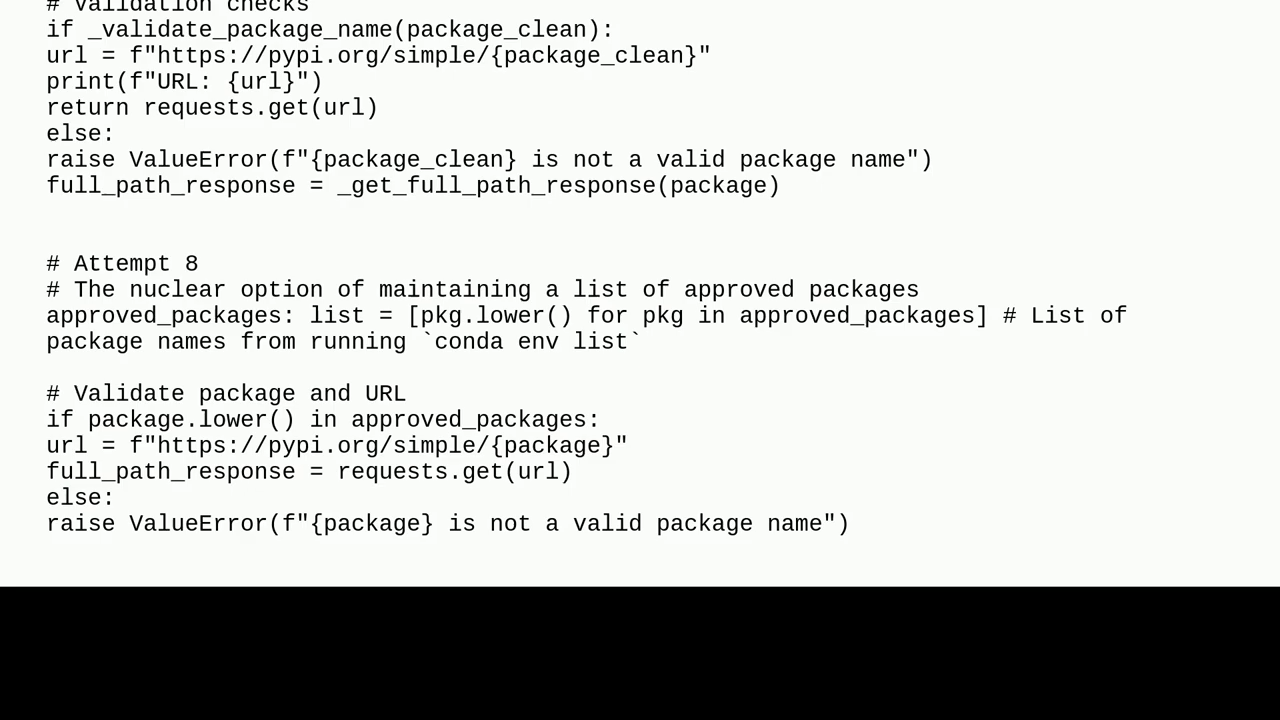 # Validation checks
if _validate_package_name(package_clean):
url = f"https://pypi.org/simple/{package_clean}"
print(f"URL: {url}")
return requests.get(url)
else:
raise ValueError(f"{package_clean} is not a valid package name")
full_path_response = _get_full_path_response(package)
# Attempt 8
# The nuclear option of maintaining a list of approved packages
approved_packages: list = [pkg.lower() for pkg in approved_packages] # List of
package names from running `conda env list`
# Validate package and URL
if package.lower() in approved_packages:
url = f"https://pypi.org/simple/{package}"
full_path_response = requests.get(url)
else:
raise ValueError(f"{package} is not a valid package name")